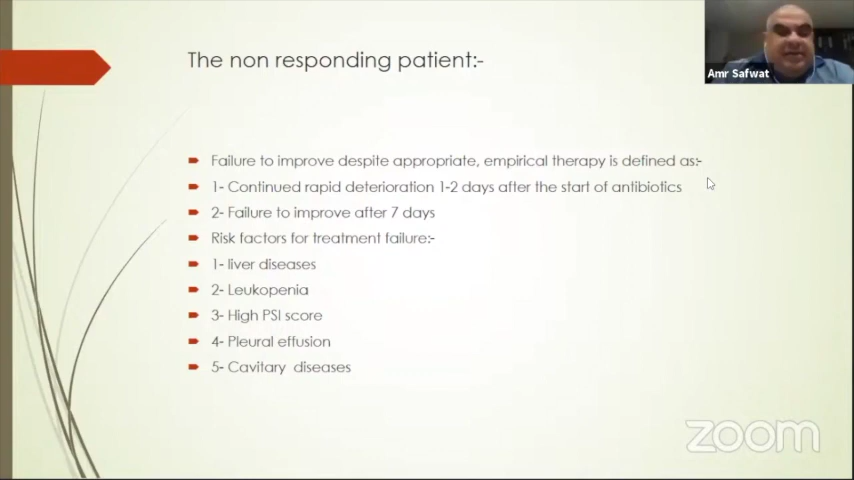 The non responding patient:-
Amr Safwat
Failure to improve despite appropriate, empirical therapy is defined as:-
1- Continued rapid deterioration 1-2 days after the start of antibiotics
2- Failure to improve after 7 days
Risk factors for treatment failure:-
1- liver diseases
2- Leukopenia
3- High PSI score
4- Pleural effusion
5- Cavitary diseases
zoom